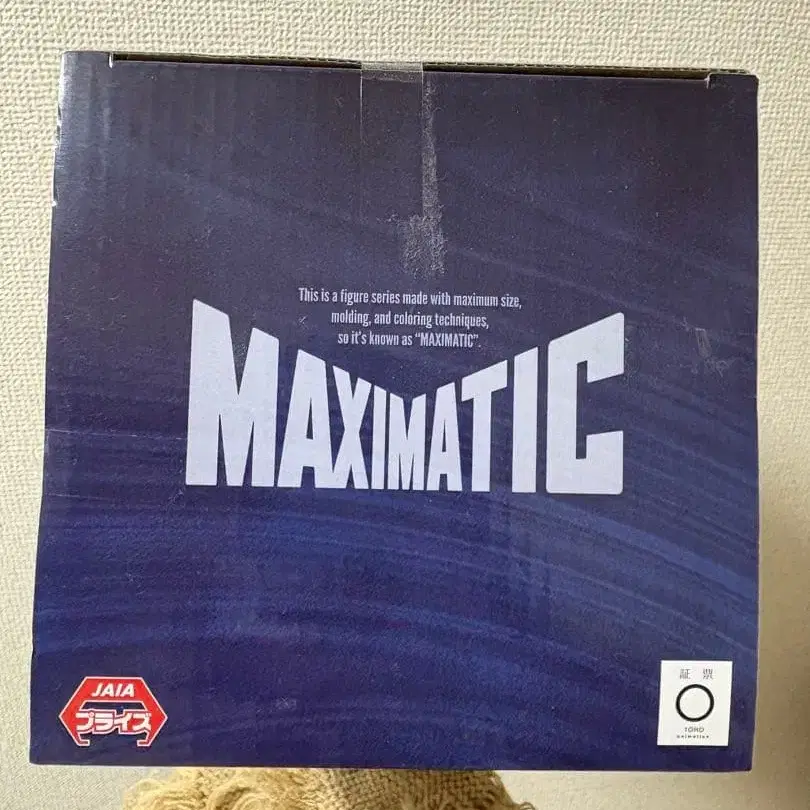 This is a figure series made with maximum size,
molding, and coloring techniques,
so it's known as "MAXIMATIC".
MAXIMATIC
JAIA
プライズ
証 票
TOHO
animation